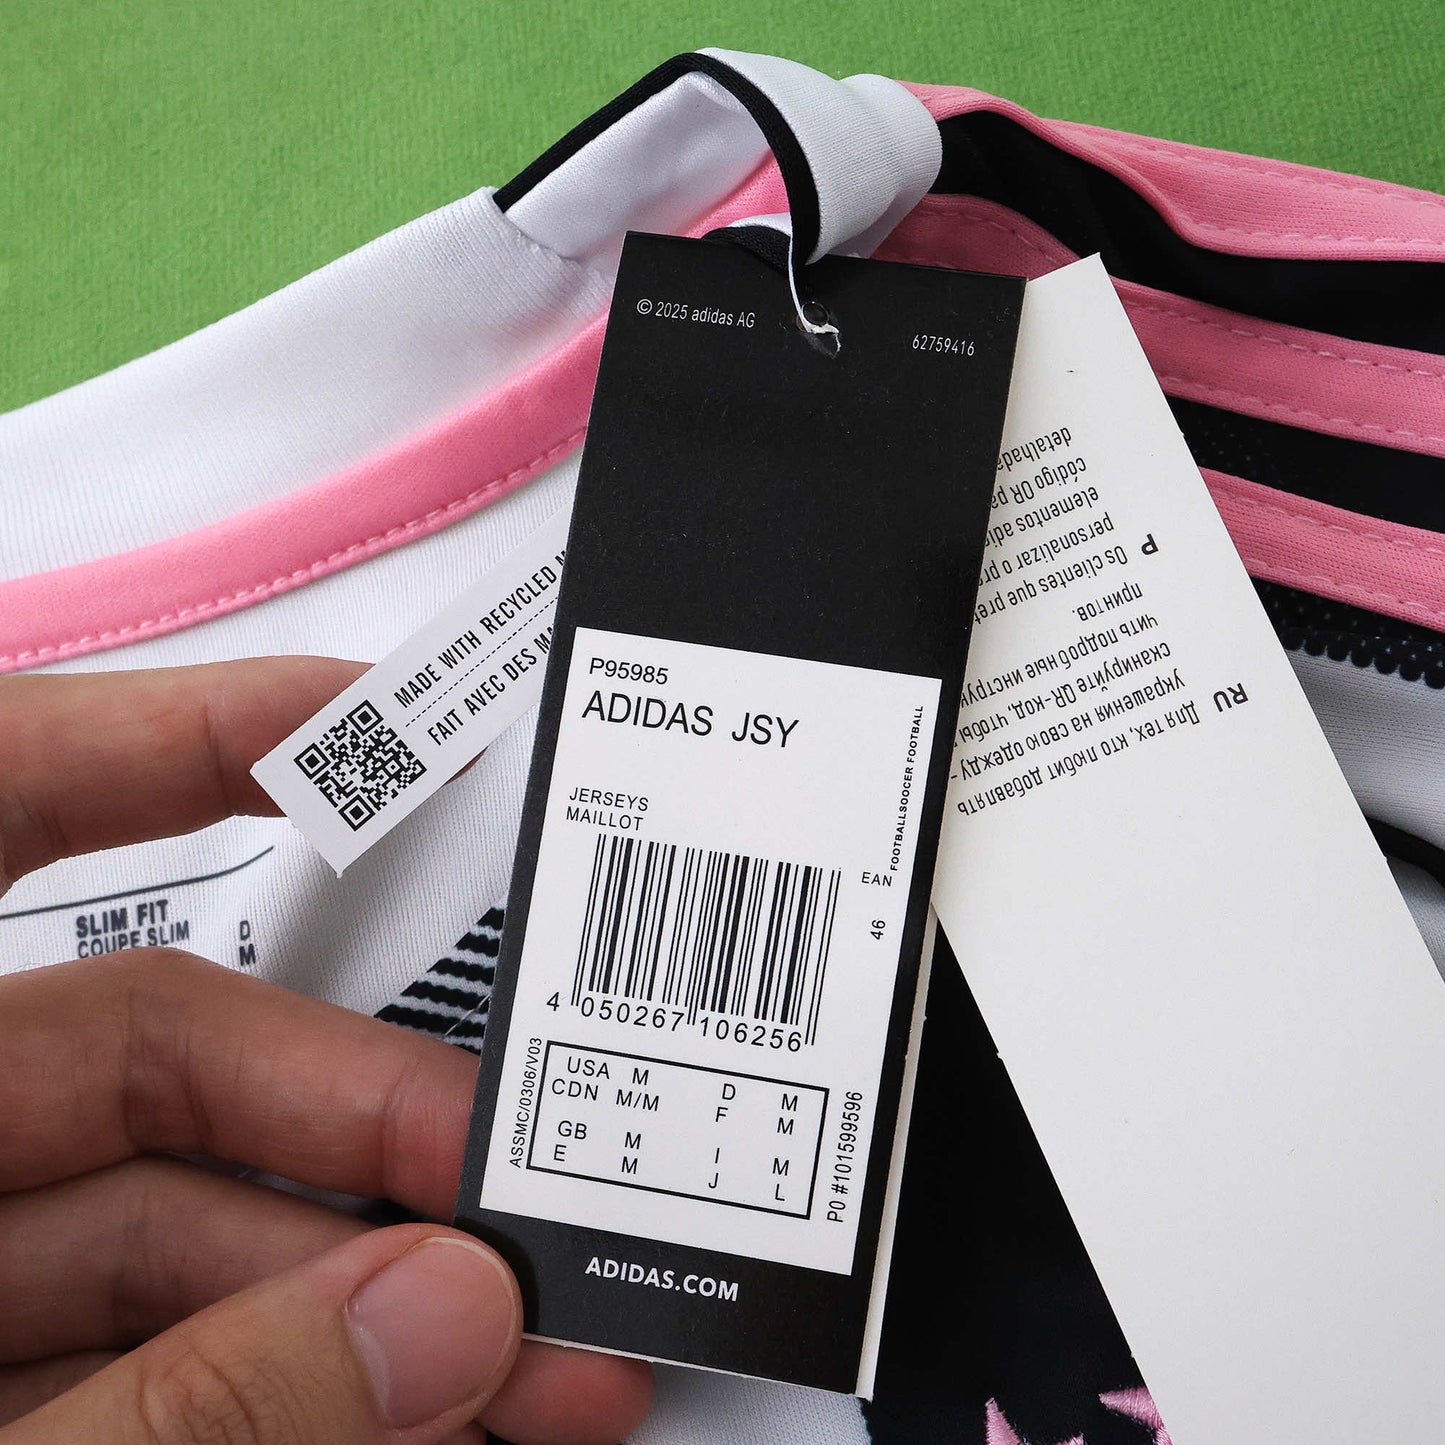 © 2025 adidas AG
62759416
P95985
ADIDAS JSY
JERSEYS
MAILLOT
FOOTBALLSOCCER FOOTBALL
EAN
46
4 050267 106256
ASSMC/0306/V03
USA M D M
CDN M/M F M
GB M I M
E M J L
PO #101599596
ADIDAS.COM
MADE WITH RECYCLED
FAIT AVEC DES
SLIM FIT
COUPE SLIM
D
M
RU Для тех, кто любит добавлять
украшения на свою одежду -
сканируйте QR-код, чтобы
чить подробные инструк
принтов.
P Os clientes que pret
personalizar o pr
elementos adi
código QR pa
detalhada